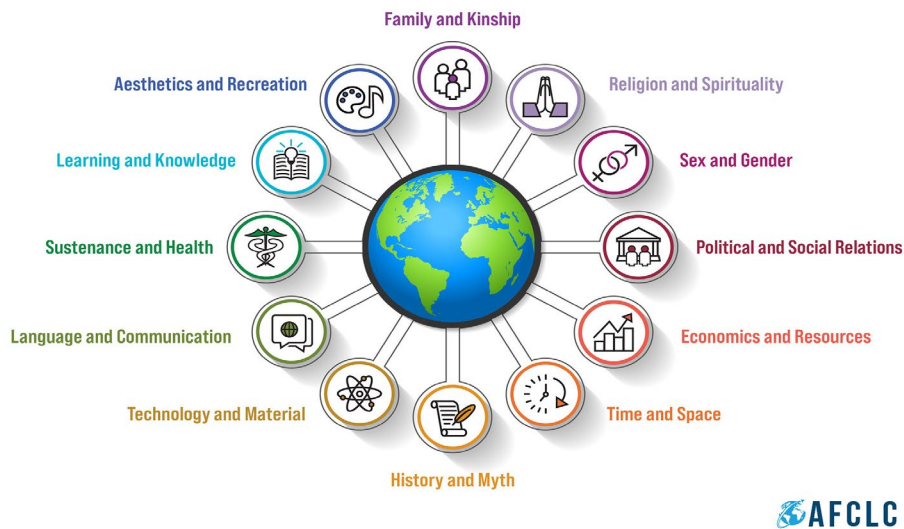 Family and Kinship
Aesthetics and Recreation
Religion and Spirituality
Learning and Knowledge
Sex and Gender
Sustenance and Health
Political and Social Relations
Language and Communication
Economics and Resources
Technology and Material
Time and Space
History and Myth
AFCLC